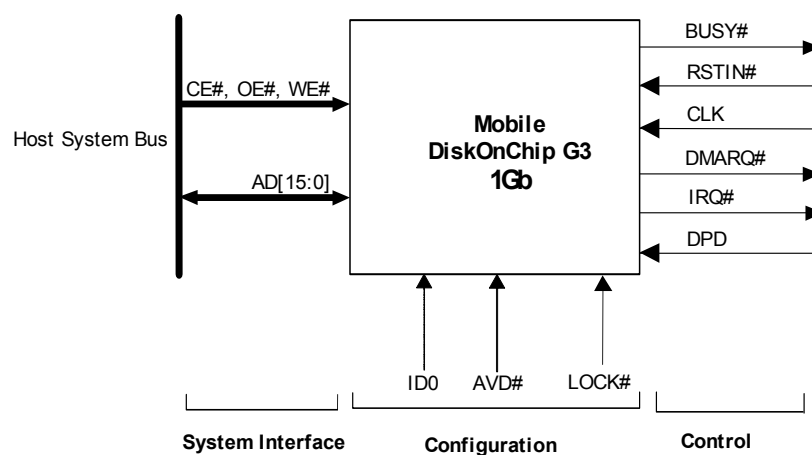 BUSY#
RSTIN#
CE#, OE#, WE#
Host System Bus
Mobile
DiskOnChip G3
1Gb
CLK
DMARQ#
AD[15:0]
IRQ#
DPD
ID0
AVD#
LOCK#
System Interface
Configuration
Control